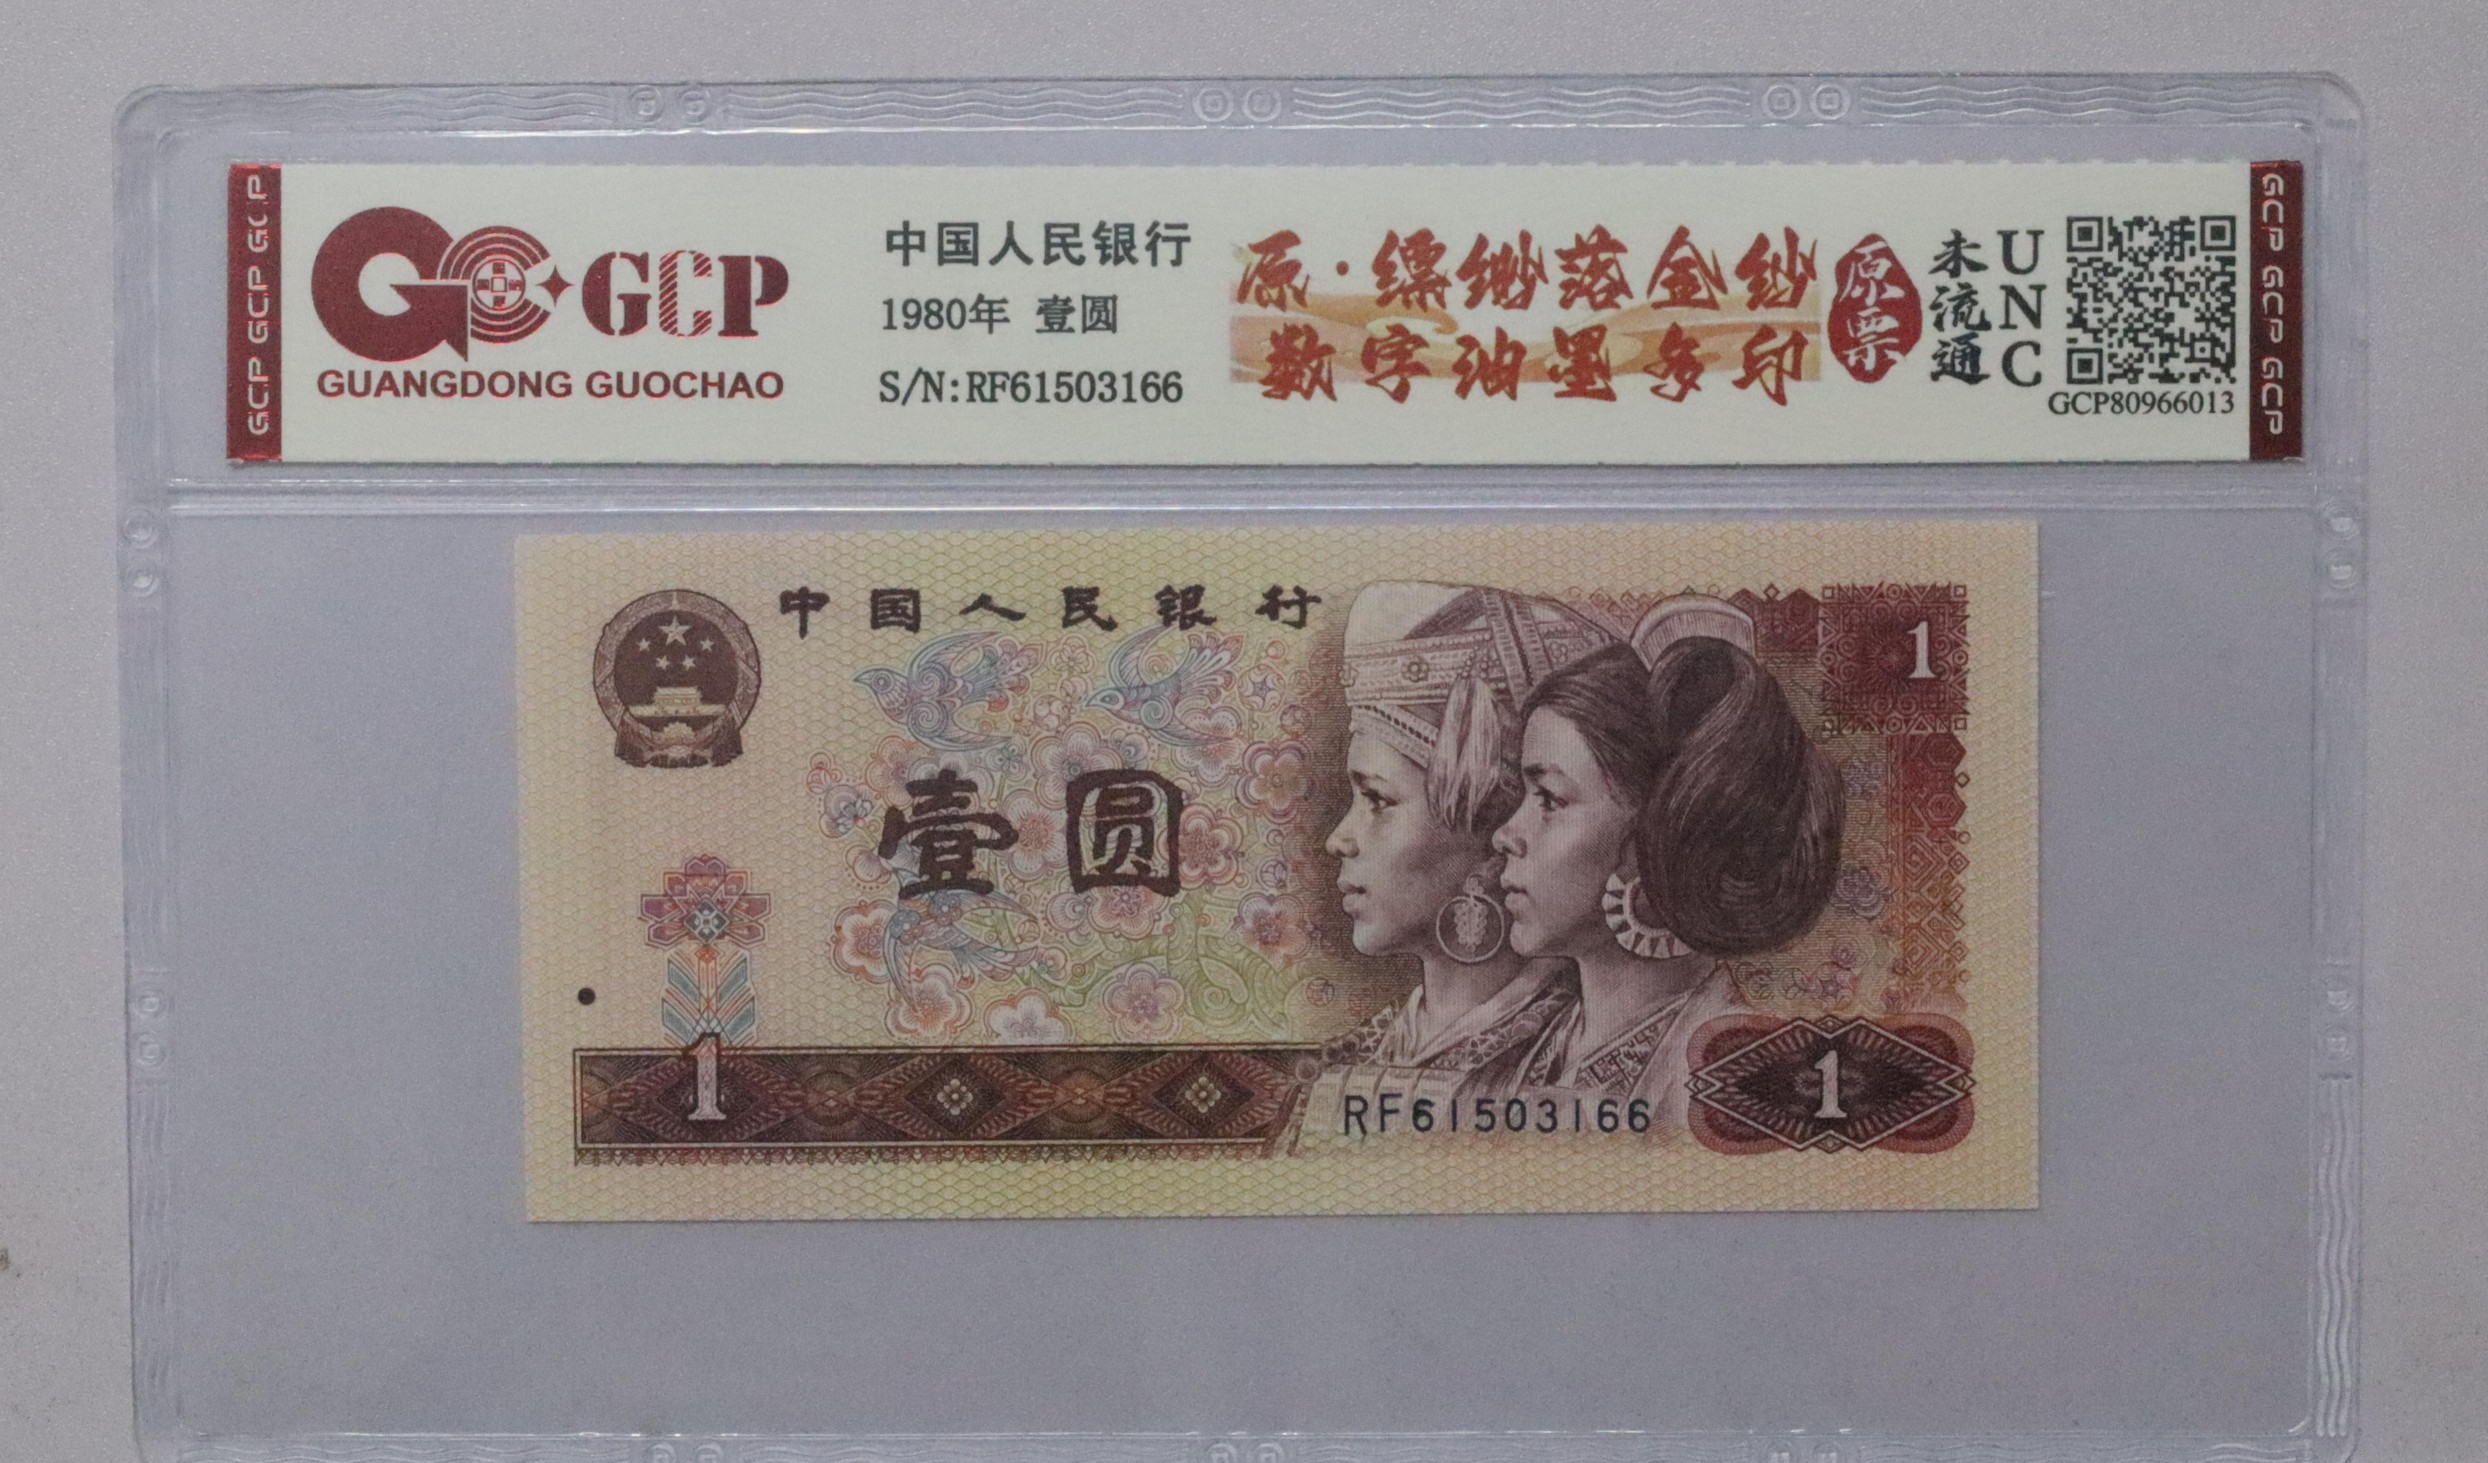 GCP GCP GCP
GCP
GUANGDONG GUOCHAO
中国人民银行
1980年 壹圆
S/N:RF61503166
原·缥缈落金纱
数字油墨多印
原票
未流通
UNC
GCP80966013
GCP GCP GCP
中国人民银行
1
壹圆
1
RF61503166
1